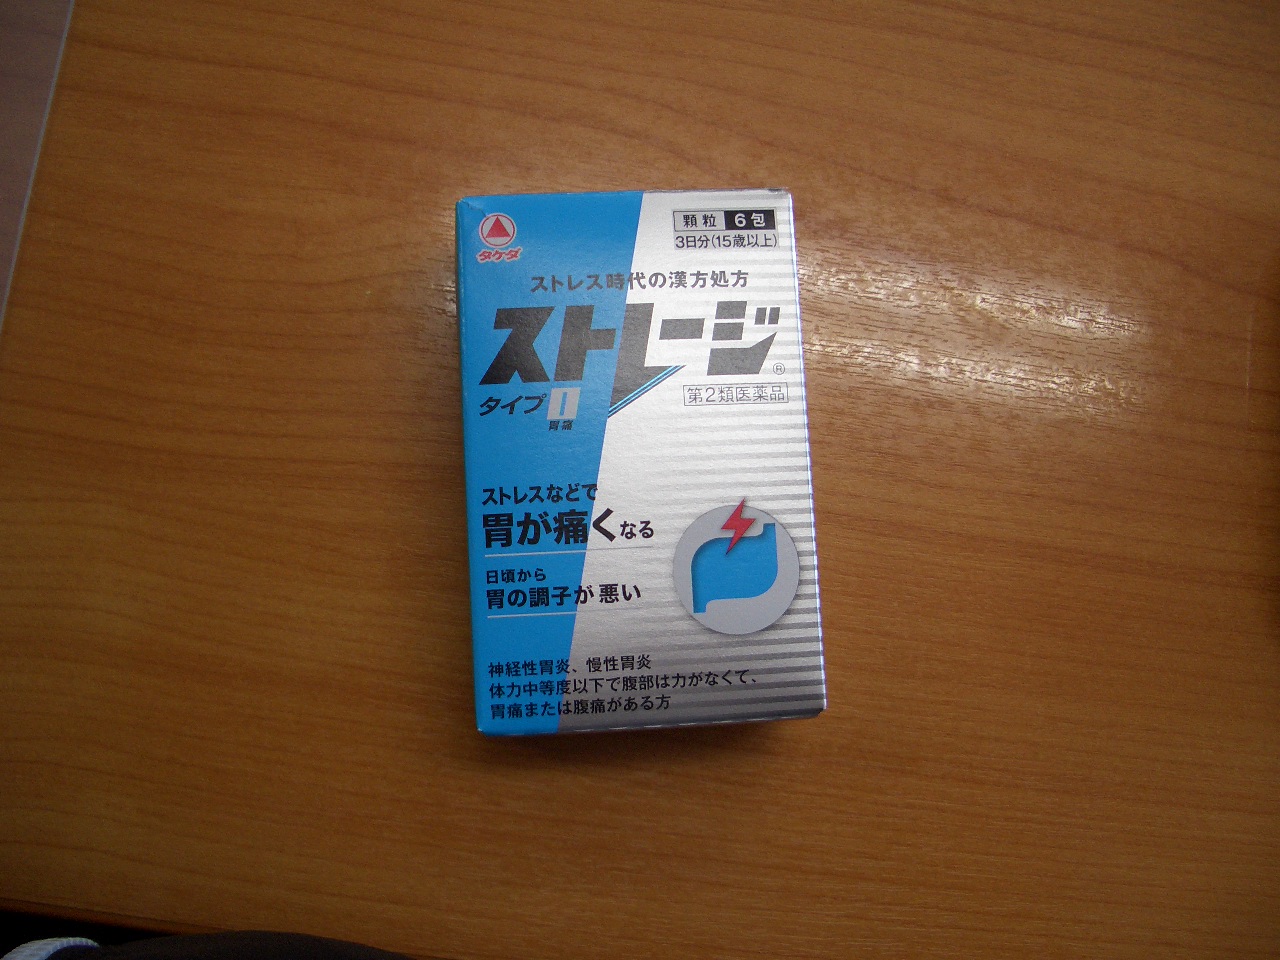 タケダ
顆粒 6包
3日分(15歳以上)
ストレス時代の漢方処方
ストレージ®
タイプI
胃痛
第2類医薬品
ストレスなどで
胃が痛くなる
日頃から
胃の調子が悪い
神経性胃炎、慢性胃炎
体力中等度以下で腹部は力がなくて、
胃痛または腹痛がある方